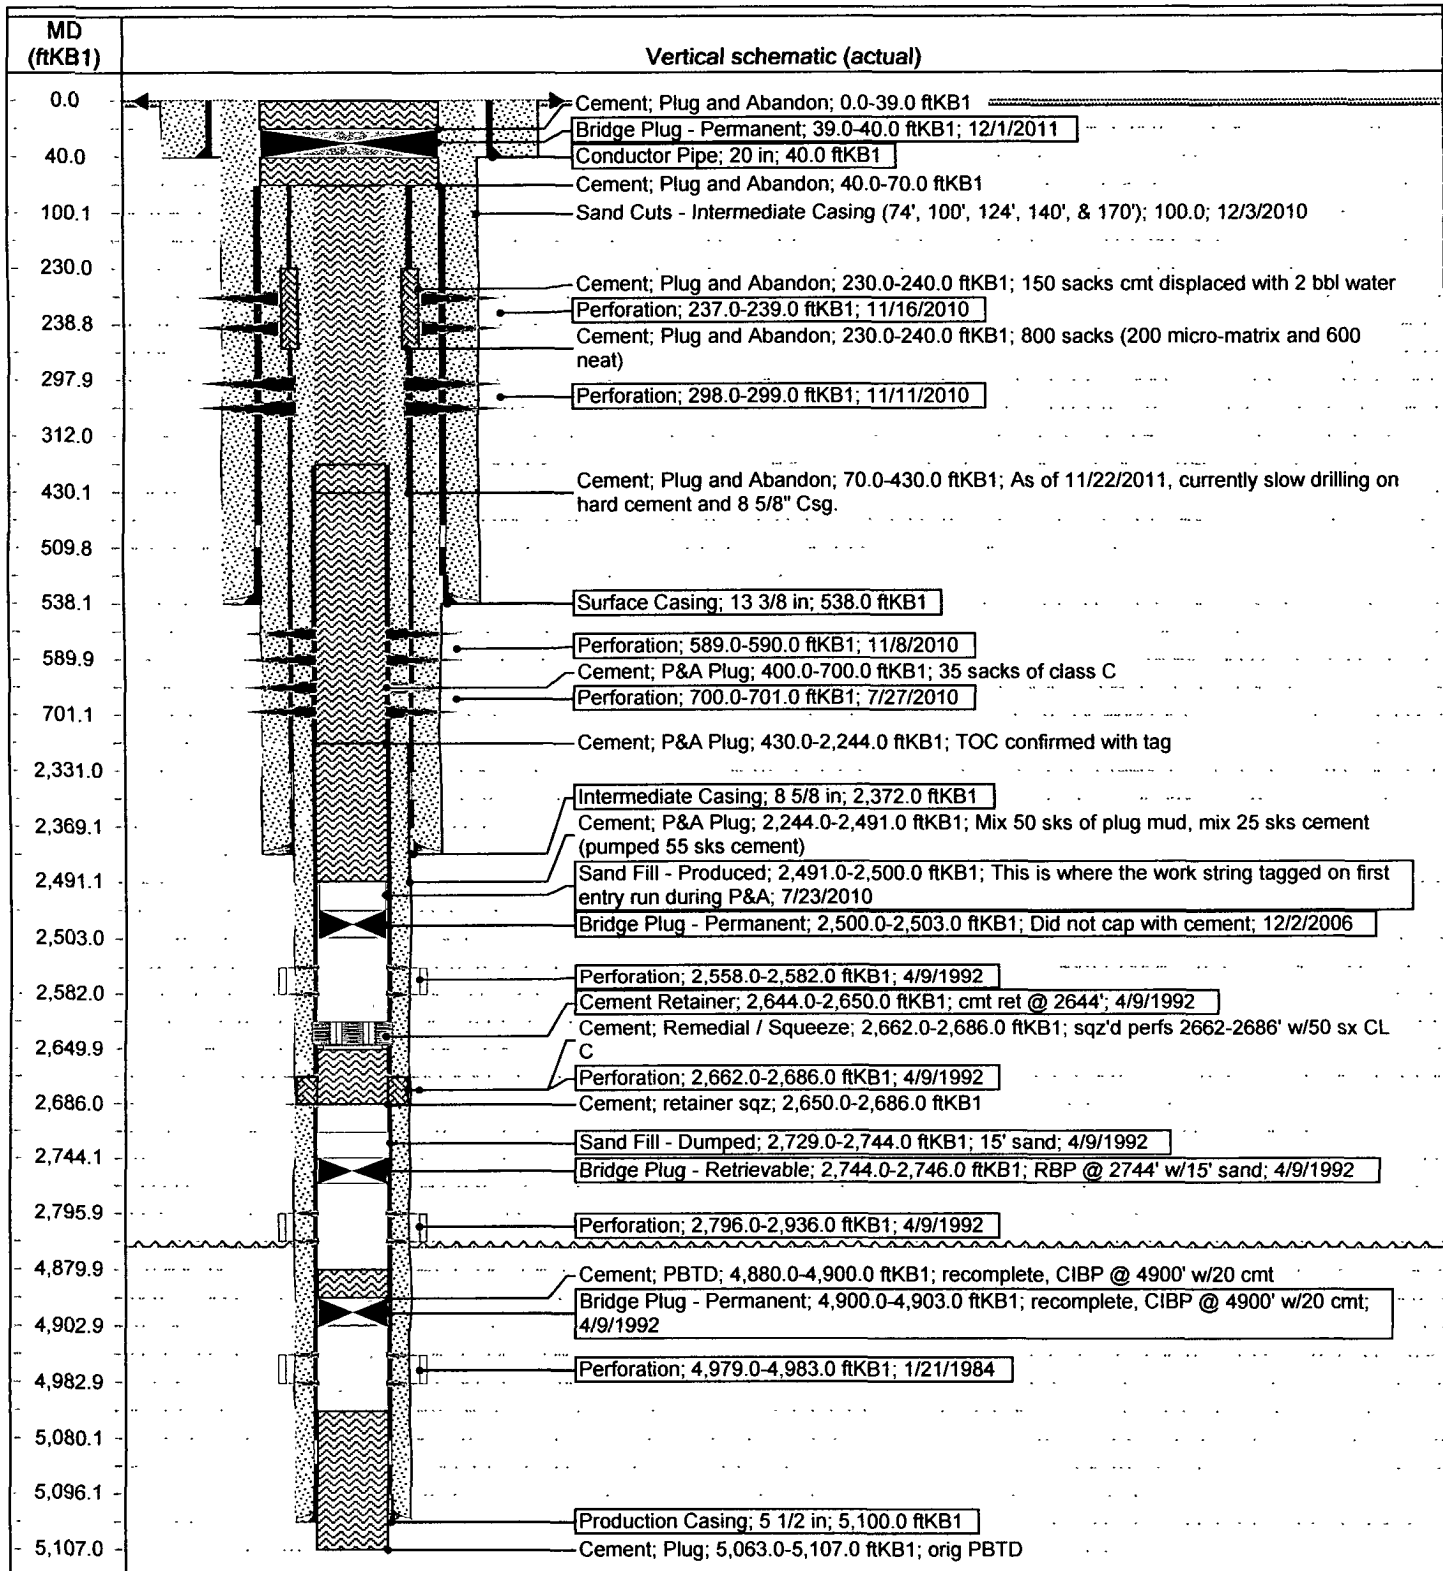 MD
(ftKB1)
Vertical schematic (actual)
0.0
40.0
100.1
230.0
238.8
297.9
312.0
430.1
509.8
538.1
589.9
701.1
2,331.0
2,369.1
2,491.1
2,503.0
2,582.0
2,649.9
2,686.0
2,744.1
2,795.9
4,879.9
4,902.9
4,982.9
5,080.1
5,096.1
5,107.0
Cement; Plug and Abandon; 0.0-39.0 ftKB1
Bridge Plug - Permanent; 39.0-40.0 ftKB1; 12/1/2011
Conductor Pipe; 20 in; 40.0 ftKB1
Cement; Plug and Abandon; 40.0-70.0 ftKB1
Sand Cuts - Intermediate Casing (74', 100', 124', 140', & 170'); 100.0; 12/3/2010
Cement; Plug and Abandon; 230.0-240.0 ftKB1; 150 sacks cmt displaced with 2 bbl water
Perforation; 237.0-239.0 ftKB1; 11/16/2010
Cement; Plug and Abandon; 230.0-240.0 ftKB1; 800 sacks (200 micro-matrix and 600
neat)
Perforation; 298.0-299.0 ftKB1; 11/11/2010
Cement; Plug and Abandon; 70.0-430.0 ftKB1; As of 11/22/2011, currently slow drilling on
hard cement and 8 5/8" Csg.
Surface Casing; 13 3/8 in; 538.0 ftKB1
Perforation; 589.0-590.0 ftKB1; 11/8/2010
Cement; P&A Plug; 400.0-700.0 ftKB1; 35 sacks of class C
Perforation; 700.0-701.0 ftKB1; 7/27/2010
Cement; P&A Plug; 430.0-2,244.0 ftKB1; TOC confirmed with tag
Intermediate Casing; 8 5/8 in; 2,372.0 ftKB1
Cement; P&A Plug; 2,244.0-2,491.0 ftKB1; Mix 50 sks of plug mud, mix 25 sks cement
(pumped 55 sks cement)
Sand Fill - Produced; 2,491.0-2,500.0 ftKB1; This is where the work string tagged on first
entry run during P&A; 7/23/2010
Bridge Plug - Permanent; 2,500.0-2,503.0 ftKB1; Did not cap with cement; 12/2/2006
Perforation; 2,558.0-2,582.0 ftKB1; 4/9/1992
Cement Retainer; 2,644.0-2,650.0 ftKB1; cmt ret @ 2644'; 4/9/1992
Cement; Remedial / Squeeze; 2,662.0-2,686.0 ftKB1; sqz'd perfs 2662-2686' w/50 sx CL
C
Perforation; 2,662.0-2,686.0 ftKB1; 4/9/1992
Cement; retainer sqz; 2,650.0-2,686.0 ftKB1
Sand Fill - Dumped; 2,729.0-2,744.0 ftKB1; 15' sand; 4/9/1992
Bridge Plug - Retrievable; 2,744.0-2,746.0 ftKB1; RBP @ 2744' w/15' sand; 4/9/1992
Perforation; 2,796.0-2,936.0 ftKB1; 4/9/1992
Cement; PBTD; 4,880.0-4,900.0 ftKB1; recomplete, CIBP @ 4900' w/20 cmt
Bridge Plug - Permanent; 4,900.0-4,903.0 ftKB1; recomplete, CIBP @ 4900' w/20 cmt;
4/9/1992
Perforation; 4,979.0-4,983.0 ftKB1; 1/21/1984
Production Casing; 5 1/2 in; 5,100.0 ftKB1
Cement; Plug; 5,063.0-5,107.0 ftKB1; orig PBTD